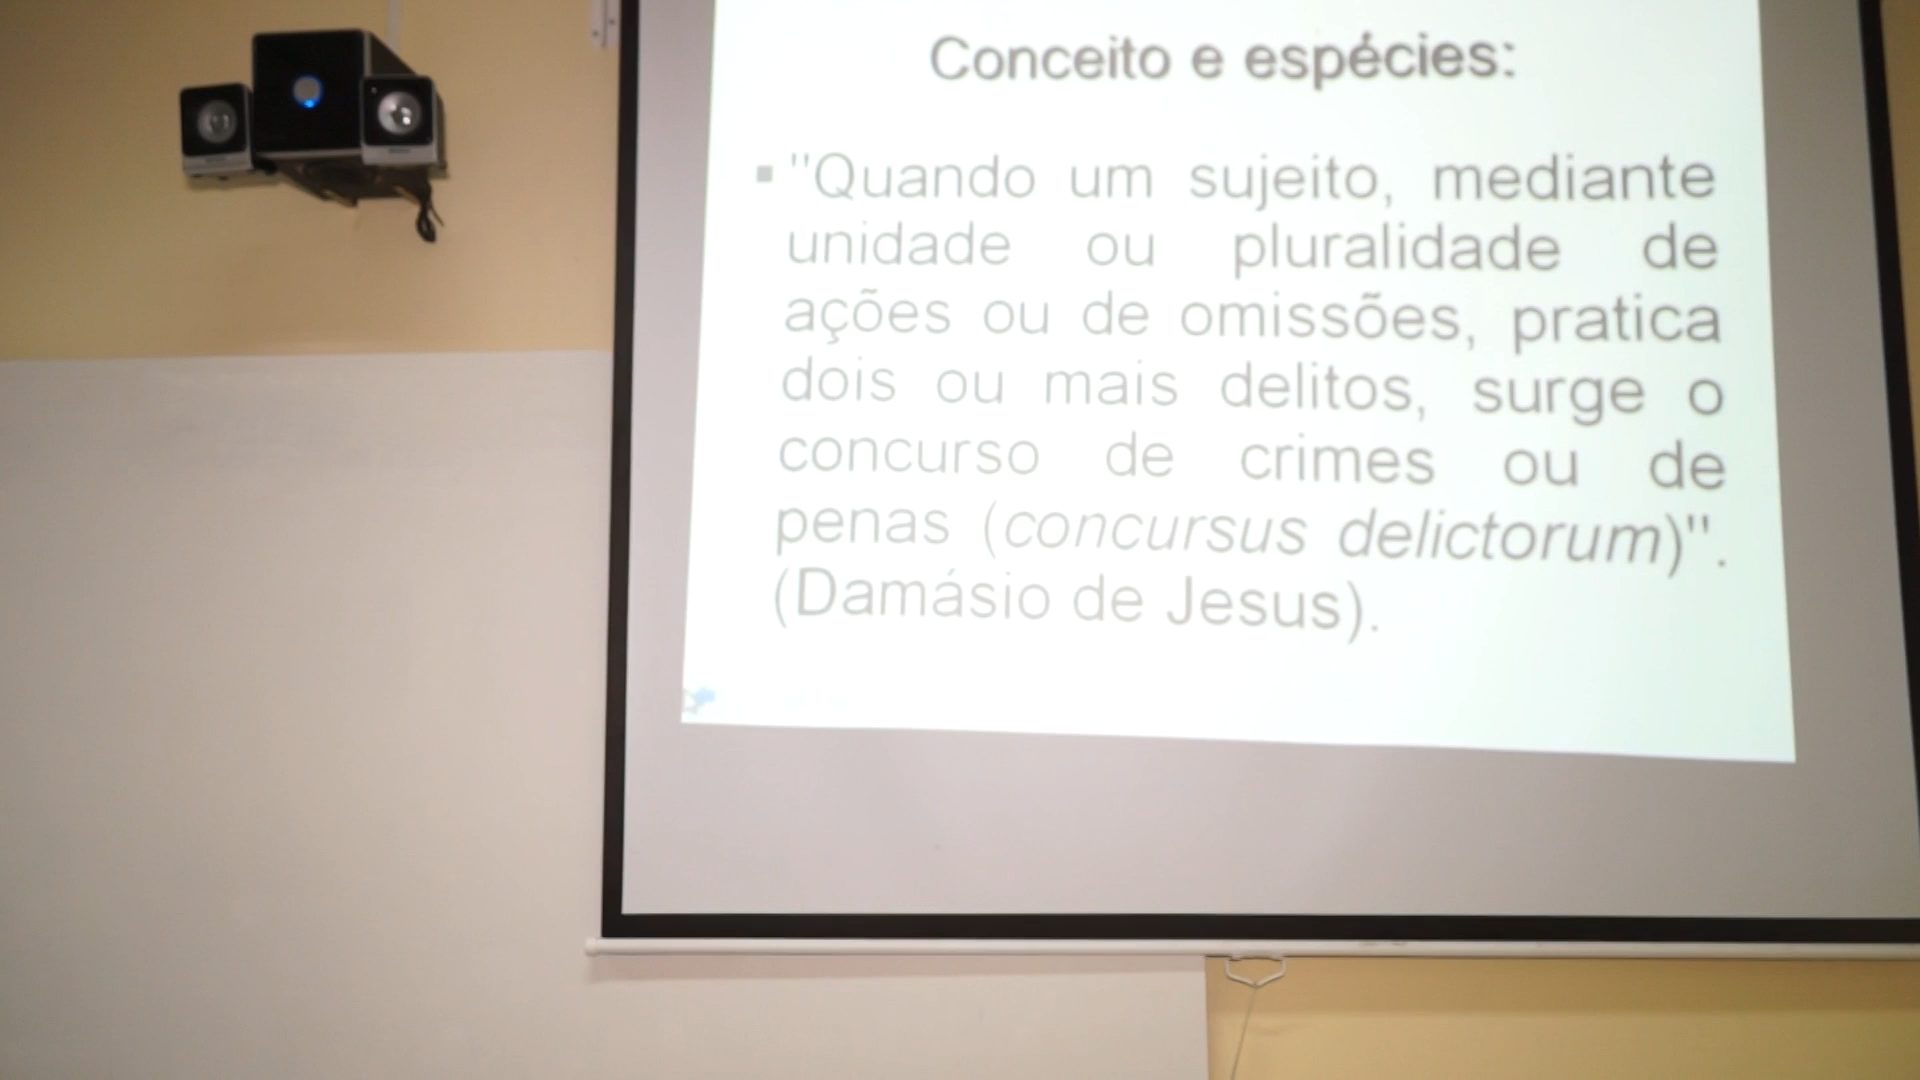 Conceito e espécies:
▪ "Quando um sujeito, mediante
unidade ou pluralidade de
ações ou de omissões, pratica
dois ou mais delitos, surge o
concurso de crimes ou de
penas (concursus delictorum)".
(Damásio de Jesus).